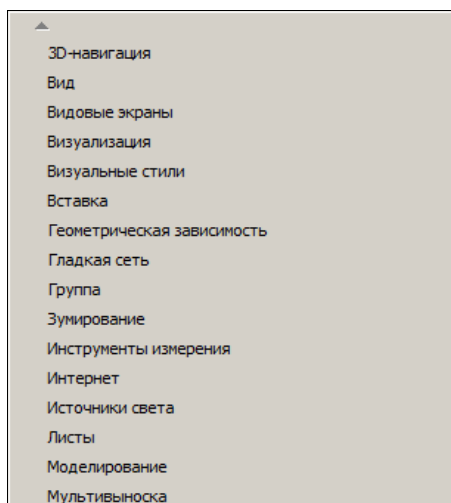 3D-навигация
Вид
Видовые экраны
Визуализация
Визуальные стили
Вставка
Геометрическая зависимость
Гладкая сеть
Группа
Зумирование
Инструменты измерения
Интернет
Источники света
Листы
Моделирование
Мультивыноска